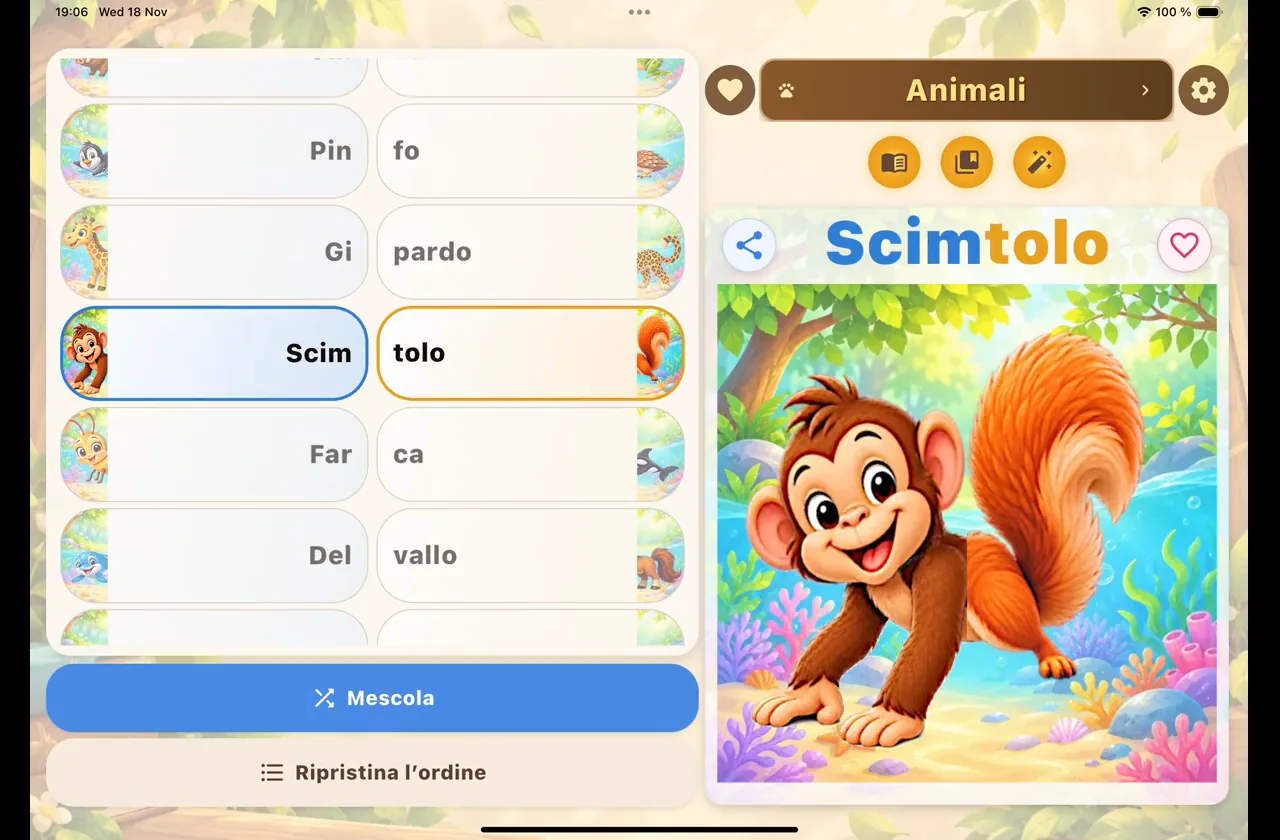 19:06 Wed 18 Nov
100 %
Pin fo
Gi pardo
Scim tolo
Far ca
Del vallo
Mescola
Ripristina l’ordine
Animali
Scimtolo